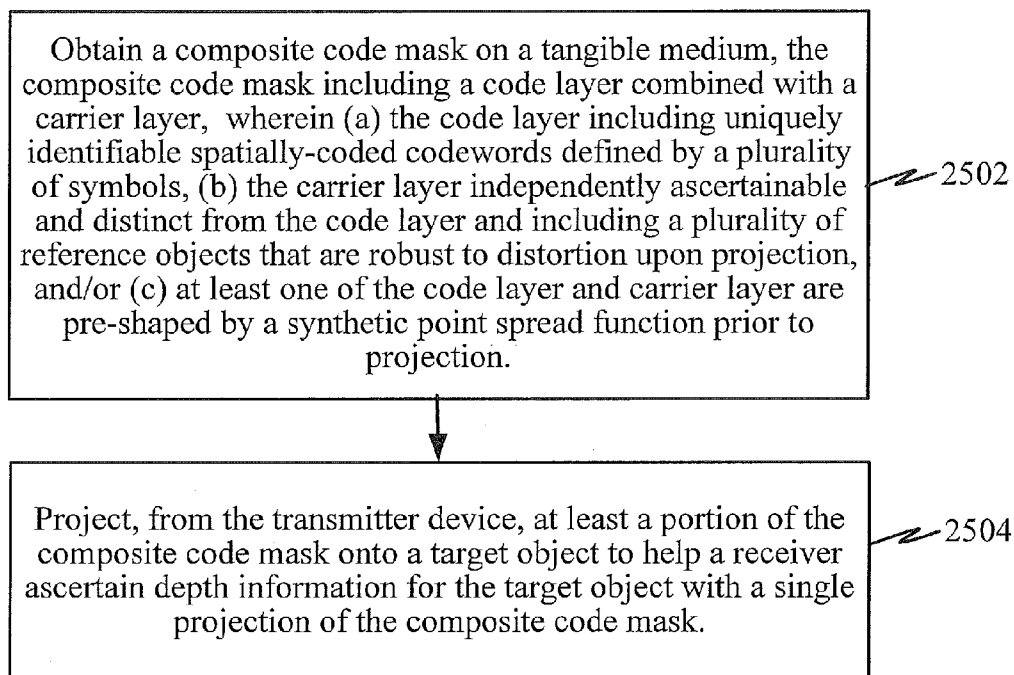 Obtain a composite code mask on a tangible medium, the
composite code mask including a code layer combined with a
carrier layer,  wherein (a) the code layer including uniquely
identifiable spatially-coded codewords defined by a plurality
of symbols, (b) the carrier layer independently ascertainable
and distinct from the code layer and including a plurality of
reference objects that are robust to distortion upon projection,
and/or (c) at least one of the code layer and carrier layer are
pre-shaped by a synthetic point spread function prior to
projection.
2502
Project, from the transmitter device, at least a portion of the
composite code mask onto a target object to help a receiver
ascertain depth information for the target object with a single
projection of the composite code mask.
2504